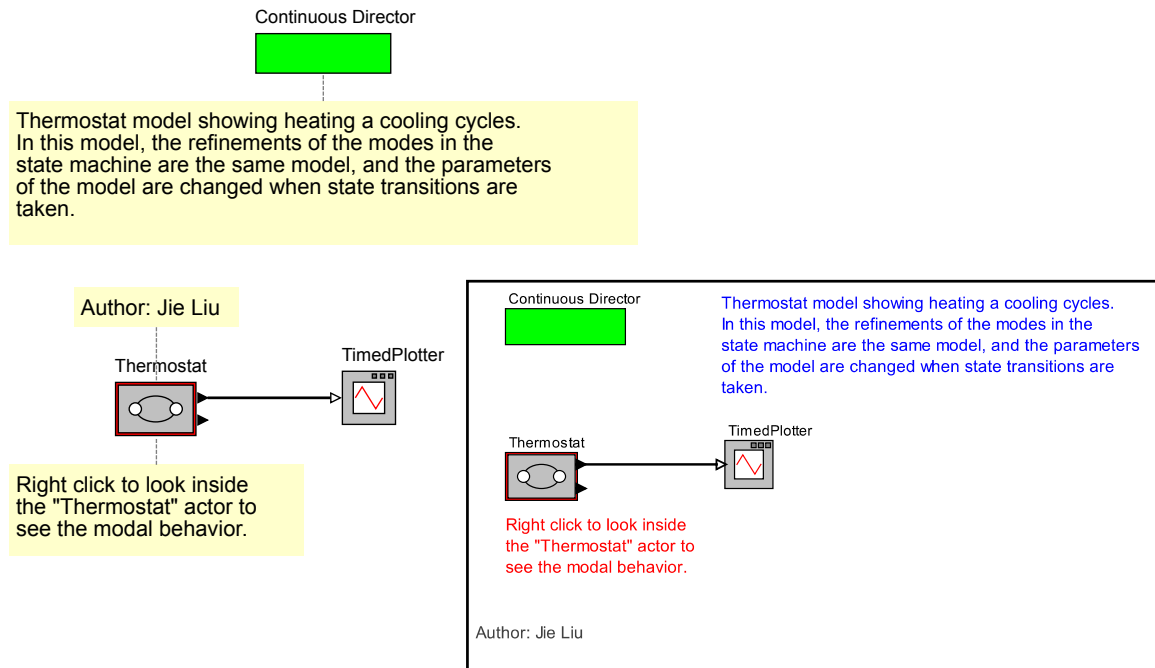 Continuous Director
Thermostat model showing heating a cooling cycles.
In this model, the refinements of the modes in the
state machine are the same model, and the parameters
of the model are changed when state transitions are
taken.
Author: Jie Liu
Thermostat
TimedPlotter
Right click to look inside
the "Thermostat" actor to
see the modal behavior.
Continuous Director
Thermostat model showing heating a cooling cycles.
In this model, the refinements of the modes in the
state machine are the same model, and the parameters
of the model are changed when state transitions are
taken.
Thermostat
TimedPlotter
Right click to look inside
the "Thermostat" actor to
see the modal behavior.
Author: Jie Liu